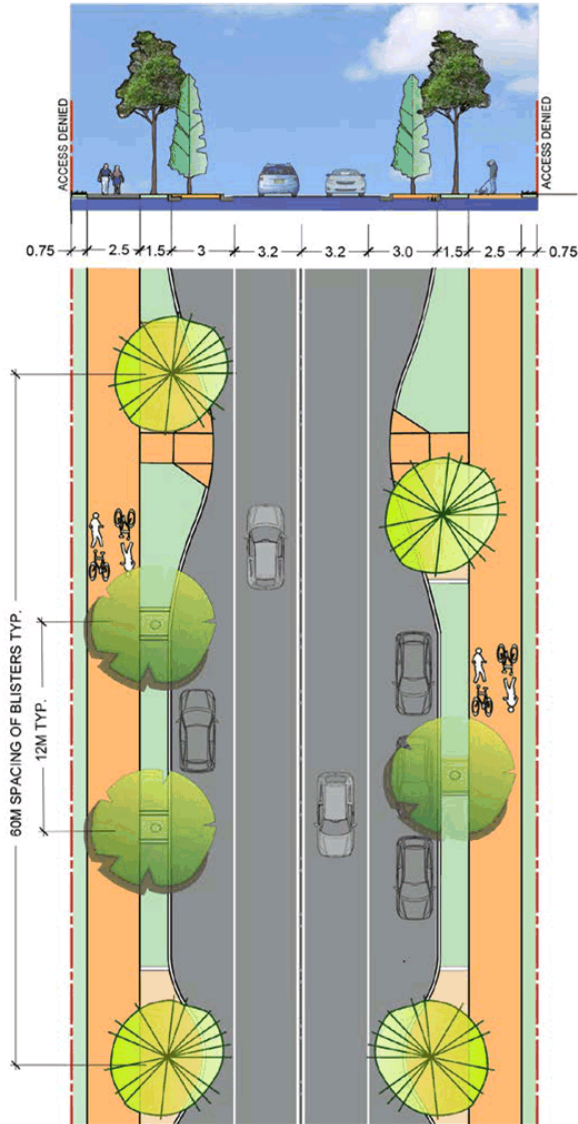 ACCESS DENIED
ACCESS DENIED
0.75 2.5 1.5 3 3.2 3.2 3.0 1.5 2.5 0.75
60M SPACING OF BLISTERS TYP.
12M TYP.